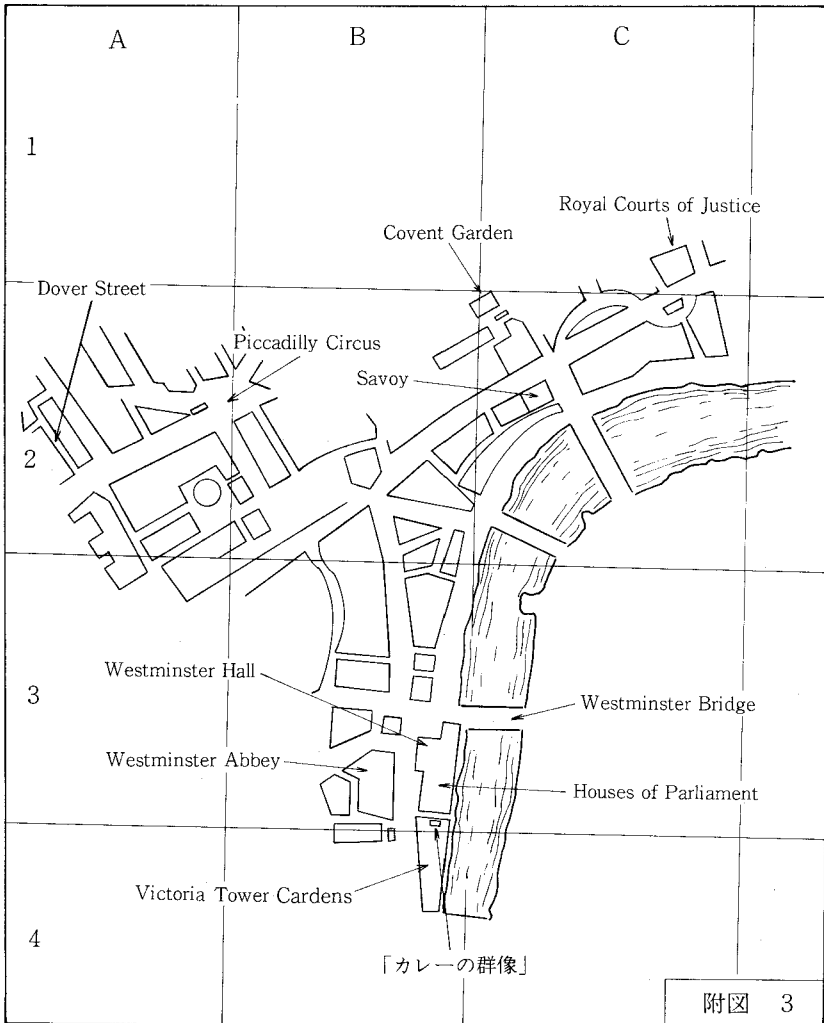 A
B
C
1
Royal Courts of Justice
Covent Garden
Dover Street
Piccadilly Circus
Savoy
2
Westminster Hall
3
Westminster Bridge
Westminster Abbey
Houses of Parliament
Victoria Tower Cardens
4
「カレーの群像」
附図 3